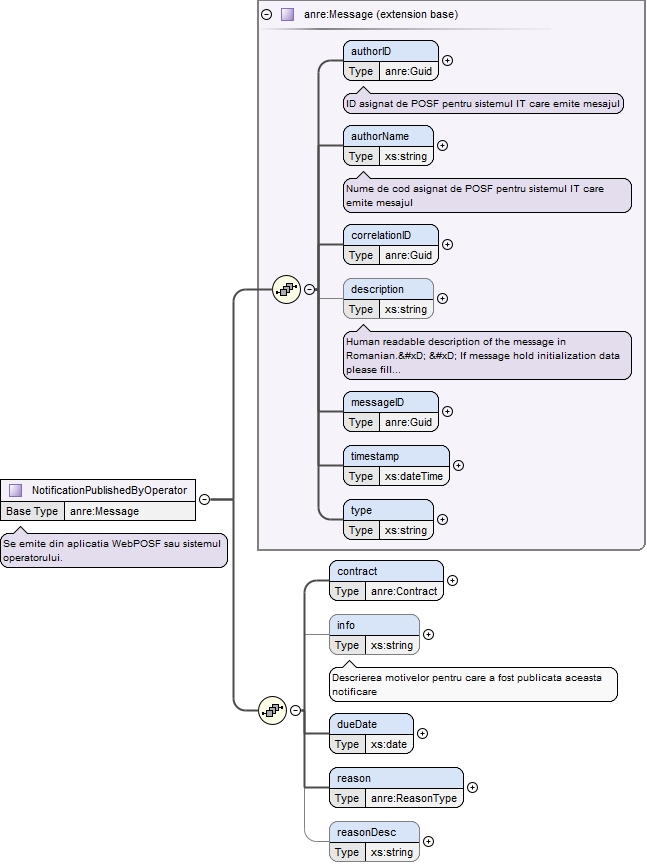 anre:Message (extension base)
authorID
Type anre:Guid
ID asignat de POSF pentru sistemul IT care emite mesajul
authorName
Type xs:string
Nume de cod asignat de POSF pentru sistemul IT care
emite mesajul
correlationID
Type anre:Guid
description
Type xs:string
Human readable description of the message in
Romanian.&#xD; &#xD; If message hold initialization data
please fill...
messageID
Type anre:Guid
timestamp
Type xs:dateTime
type
Type xs:string
NotificationPublishedByOperator
Base Type anre:Message
Se emite din aplicatia WebPOSF sau sistemul
operatorului.
contract
Type anre:Contract
info
Type xs:string
Descrierea motivelor pentru care a fost publicata aceasta
notificare
dueDate
Type xs:date
reason
Type anre:ReasonType
reasonDesc
Type xs:string